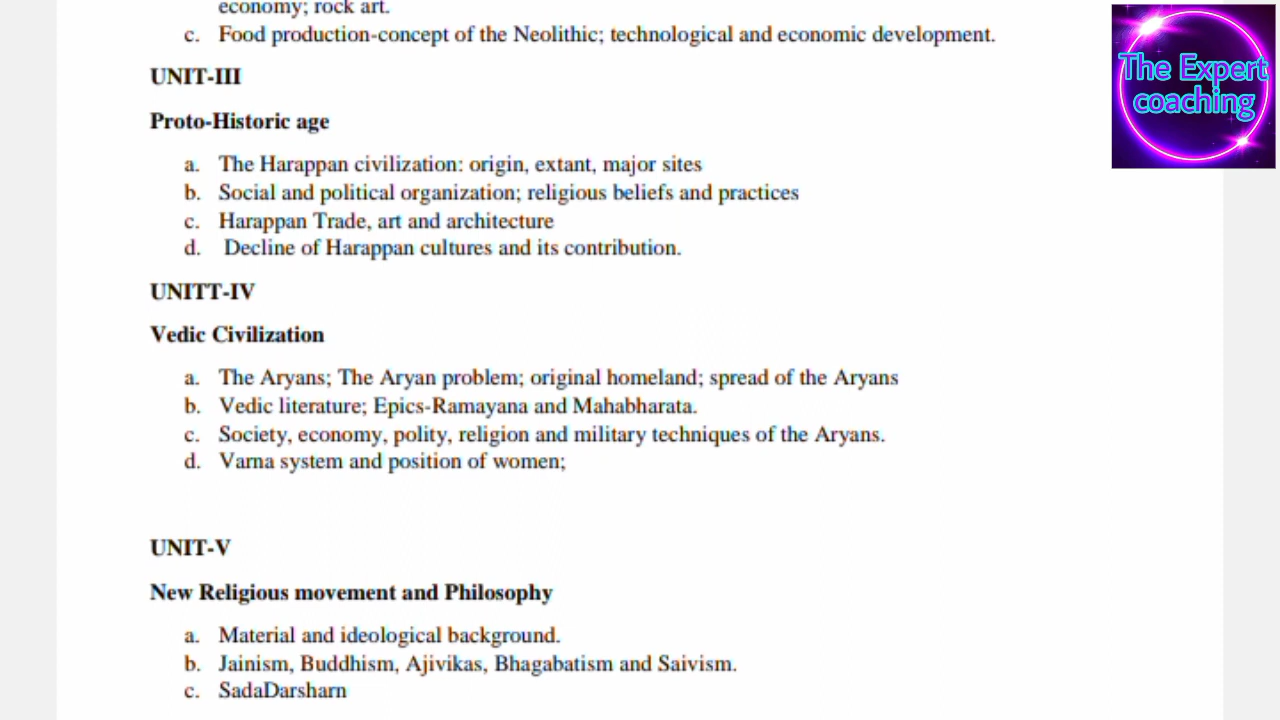 economy; rock art.
c. Food production-concept of the Neolithic; technological and economic development.
UNIT-III
Proto-Historic age
a. The Harappan civilization: origin, extant, major sites
b. Social and political organization; religious beliefs and practices
c. Harappan Trade, art and architecture
d. Decline of Harappan cultures and its contribution.
UNITT-IV
Vedic Civilization
a. The Aryans; The Aryan problem; original homeland; spread of the Aryans
b. Vedic literature; Epics-Ramayana and Mahabharata.
c. Society, economy, polity, religion and military techniques of the Aryans.
d. Varna system and position of women;
UNIT-V
New Religious movement and Philosophy
a. Material and ideological background.
b. Jainism, Buddhism, Ajivikas, Bhagabatism and Saivism.
c. SadaDarsharn
The Expert
coaching